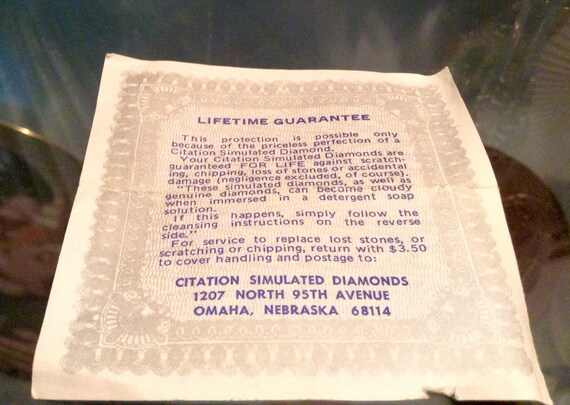 LIFETIME GUARANTEE
This protection is possible only
because of the priceless perfection of a
Citation Simulated Diamond.
Your Citation Simulated Diamonds are
guaranteed FOR LIFE against scratch-
ing, chipping, loss of stones or accidental
damage (negligence excluded, of course).
"These simulated diamonds, as well as
genuine diamonds, can become cloudy
when immersed in a detergent soap
solution.
If this happens, simply follow the
cleansing instructions on the reverse
side."
For service to replace lost stones, or
scratching or chipping, return with $3.50
to cover handling and postage to:
CITATION SIMULATED DIAMONDS
1207 NORTH 95TH AVENUE
OMAHA, NEBRASKA 68114